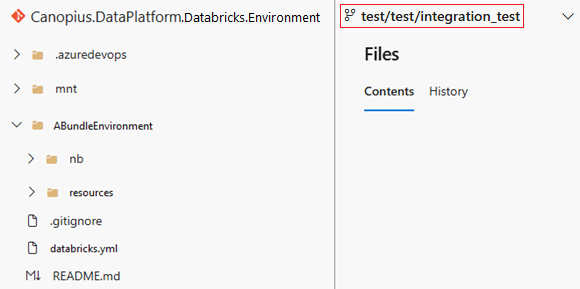 Canopius.DataPlatform.Databricks.Environment
.azuredevops
mnt
ABundleEnvironment
nb
resources
.gitignore
databricks.yml
README.md
test/test/integration_test
Files
Contents History